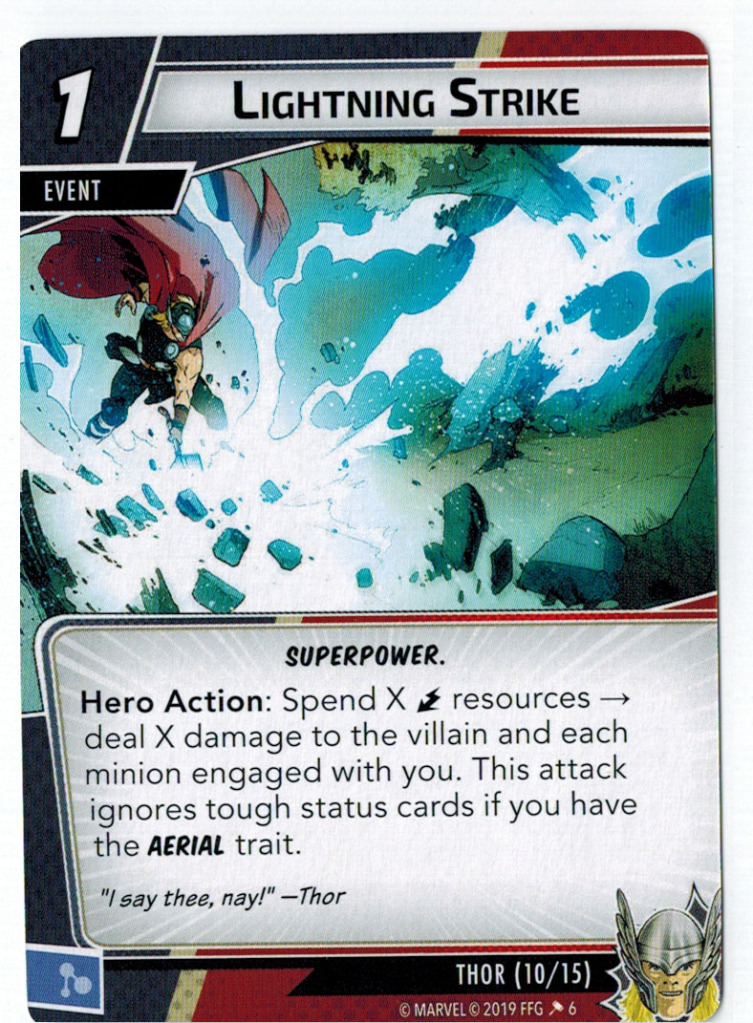 1
LIGHTNING STRIKE
EVENT
SUPERPOWER.
Hero Action: Spend X resources →
deal X damage to the villain and each
minion engaged with you. This attack
ignores tough status cards if you have
the AERIAL trait.
"I say thee, nay!" —Thor
THOR (10/15)
© MARVEL © 2019 FFG 6